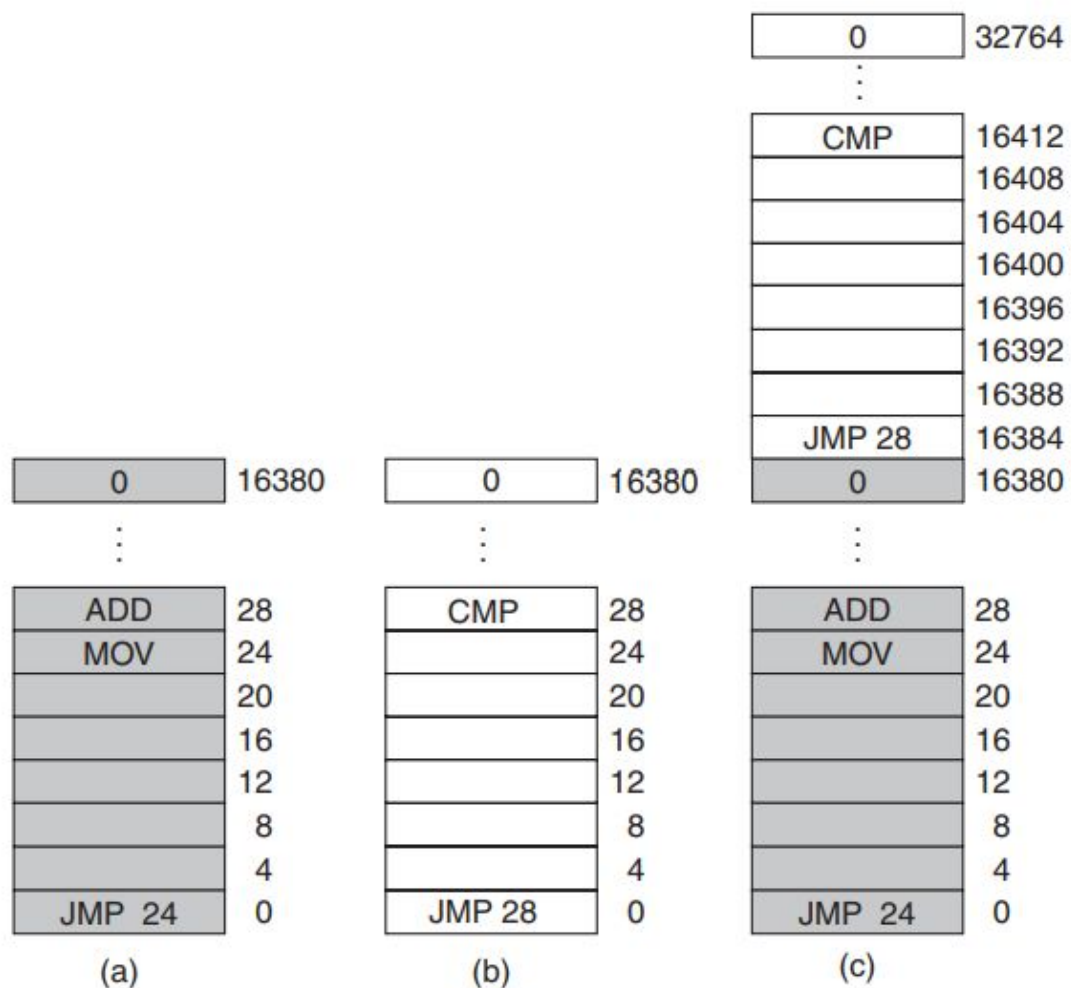 0 32764
⋮
CMP 16412
16408
16404
16400
16396
16392
16388
JMP 28 16384
0 16380 0 16380 0 16380
⋮ ⋮ ⋮
ADD 28 CMP 28 ADD 28
MOV 24 24 MOV 24
20 20 20
16 16 16
12 12 12
8 8 8
4 4 4
JMP 24 0 JMP 28 0 JMP 24 0
(a) (b) (c)